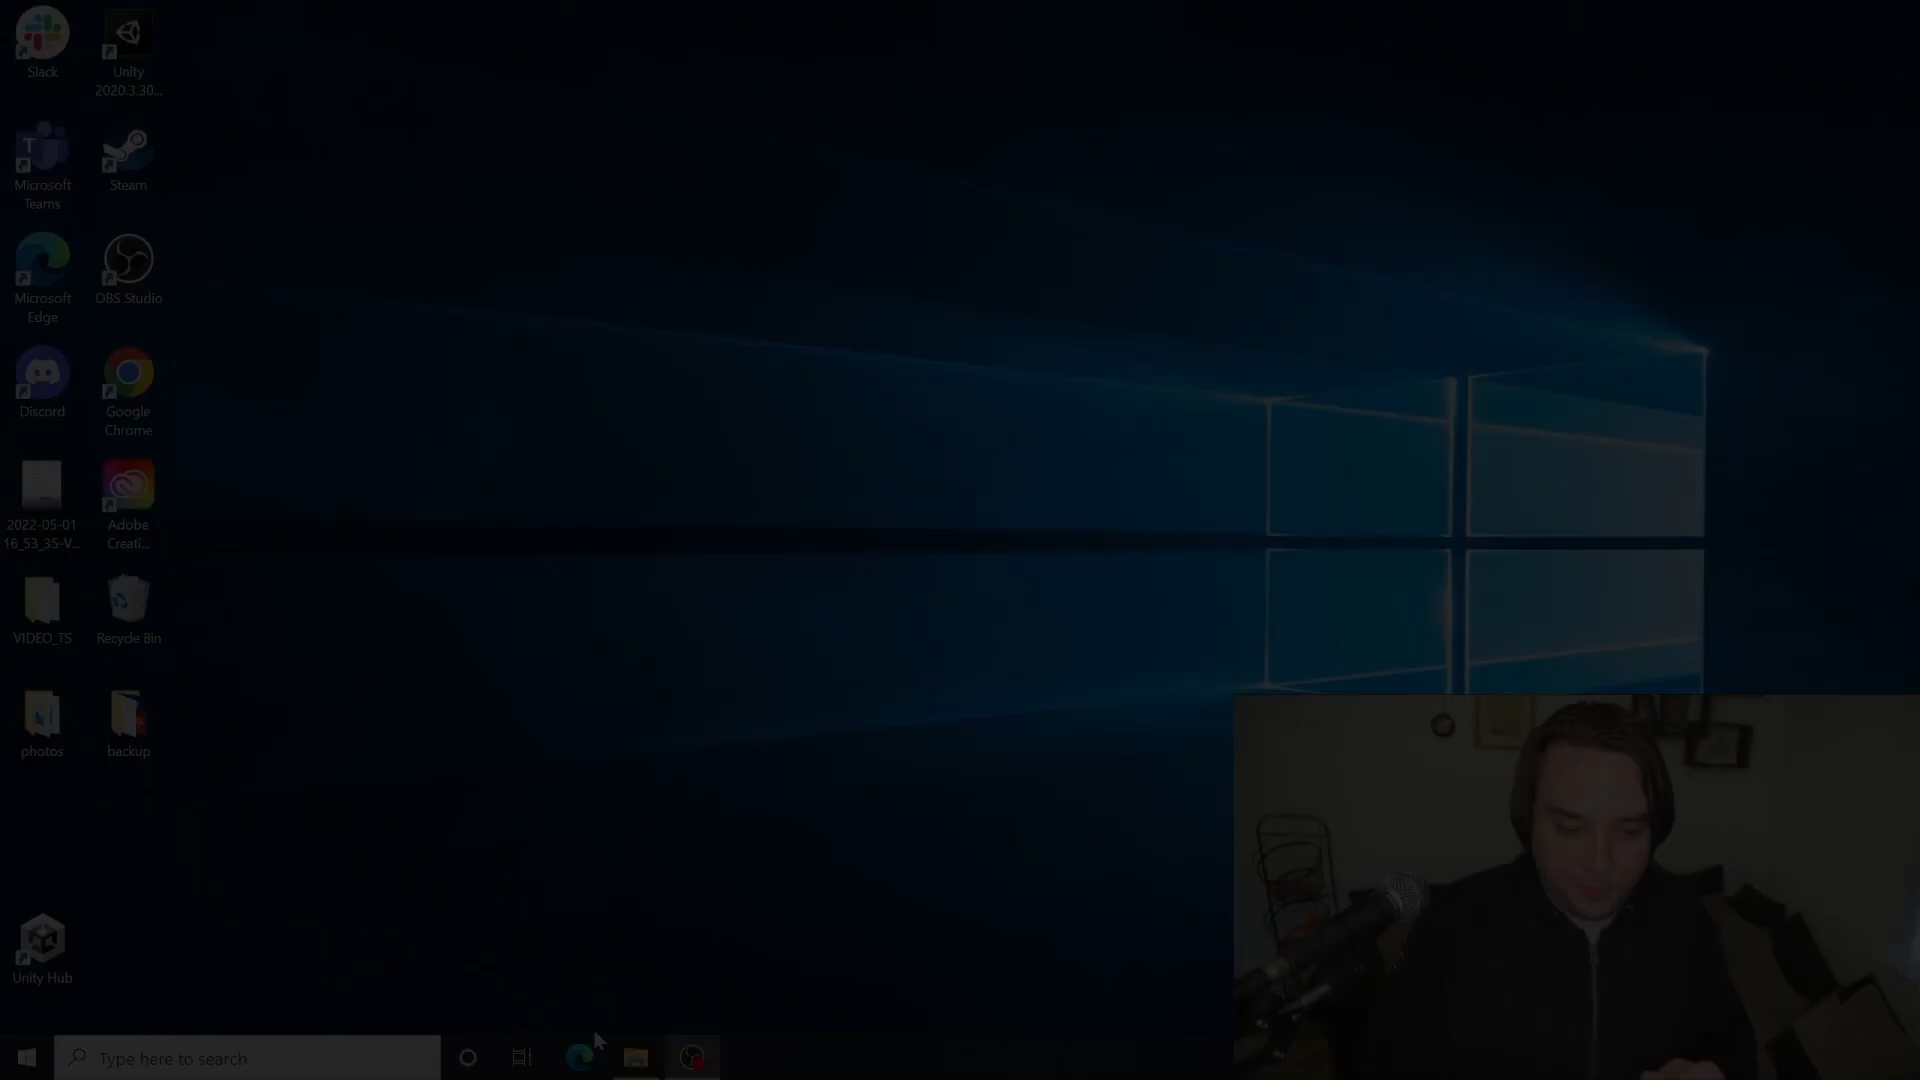 Slack
Unity
2020.3.30...
Microsoft
Teams
Steam
Microsoft
Edge
OBS Studio
Discord
Google
Chrome
2022-05-01
16_53_35-V...
Adobe
Creati...
VIDEO_TS
Recycle Bin
photos
backup
Unity Hub
Type here to search